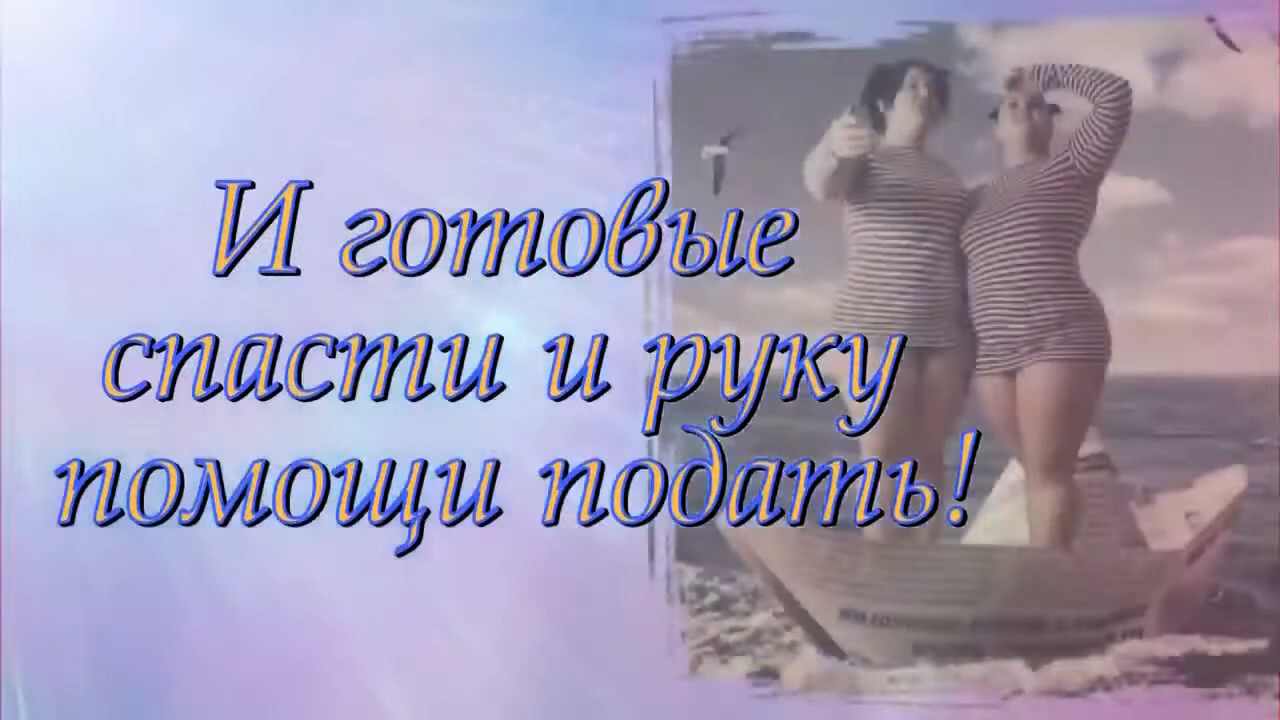 И готовые
спасти и руку
помощи подать!